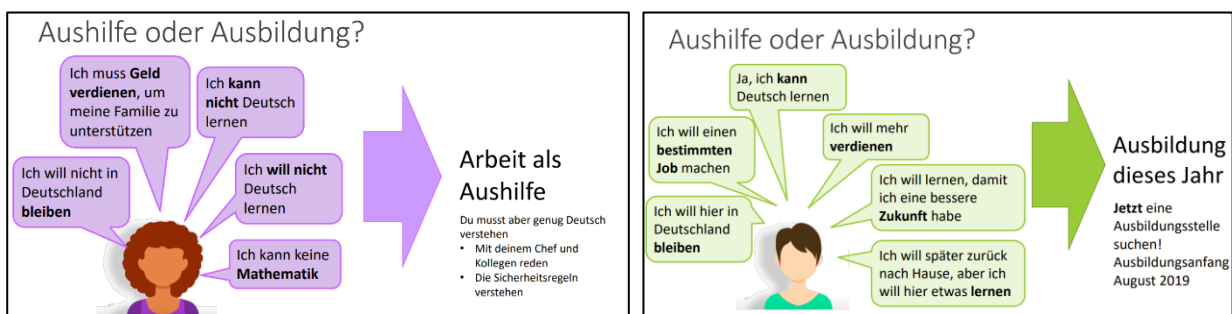 Aushilfe oder Ausbildung?
Ich muss Geld
verdienen, um
meine Familie zu
unterstützen
Ich kann
nicht Deutsch
lernen
Ich will nicht in
Deutschland
bleiben
Ich will nicht
Deutsch
lernen
Ich kann keine
Mathematik
Arbeit als
Aushilfe
Du musst aber genug Deutsch
verstehen
• Mit deinem Chef und
Kollegen reden
• Die Sicherheitsregeln
verstehen
Aushilfe oder Ausbildung?
Ja, ich kann
Deutsch lernen
Ich will einen
bestimmten
Job machen
Ich will mehr
verdienen
Ich will hier in
Deutschland
bleiben
Ich will lernen, damit
ich eine bessere
Zukunft habe
Ich will später zurück
nach Hause, aber ich
will hier etwas lernen
Ausbildung
dieses Jahr
Jetzt eine
Ausbildungsstelle
suchen!
Ausbildungsanfang
August 2019